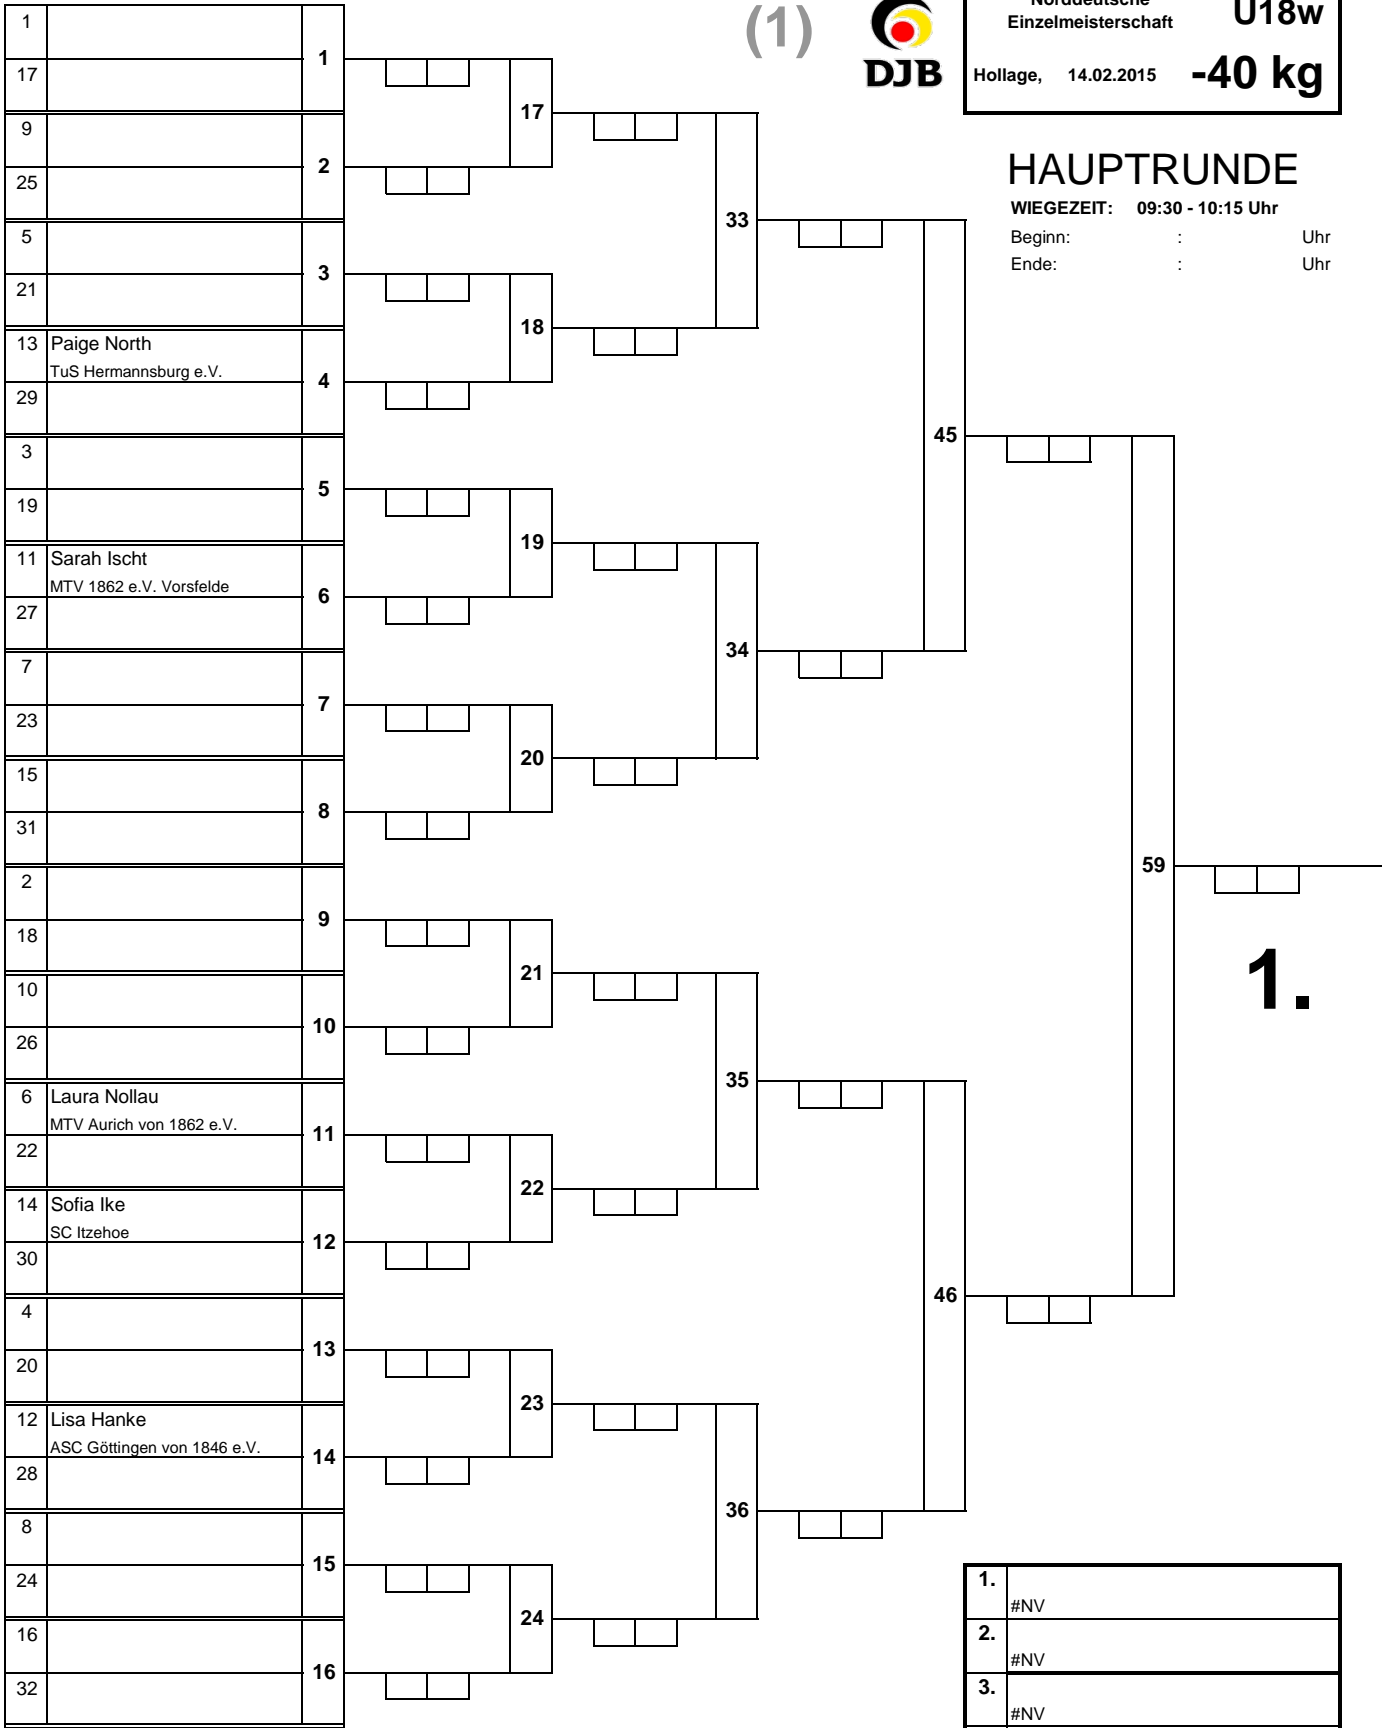 (1)
DJB
Norddeutsche
Einzelmeisterschaft
U18w
Hollage, 14.02.2015 -40 kg
HAUPTRUNDE
WIEGEZEIT: 09:30 - 10:15 Uhr
Beginn: : Uhr
Ende: : Uhr
1
17
1
9
25
2
5
21
3
13 Paige North
TuS Hermannsburg e.V.
29
4
3
19
5
11 Sarah Ischt
MTV 1862 e.V. Vorsfelde
27
6
7
23
7
15
31
8
2
18
9
10
26
10
6 Laura Nollau
MTV Aurich von 1862 e.V.
22
11
14 Sofia Ike
SC Itzehoe
30
12
4
20
13
12 Lisa Hanke
ASC Göttingen von 1846 e.V.
28
14
8
24
15
16
32
16
17
18
19
20
21
22
23
24
33
34
35
36
45
46
59
1.
1.
#NV
2.
#NV
3.
#NV